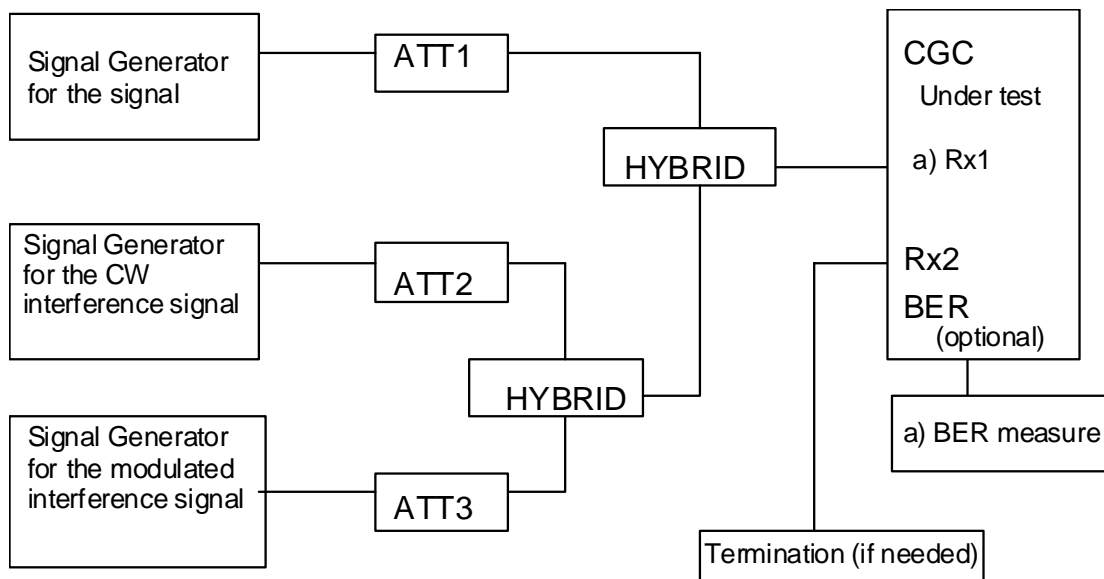 Signal Generator
for the signal
ATT1
HYBRID
CGC
Under test
a) Rx1
Rx2
BER
(optional)
Signal Generator
for the CW
interference signal
ATT2
HYBRID
Signal Generator
for the modulated
interference signal
ATT3
a) BER measure
Termination (if needed)